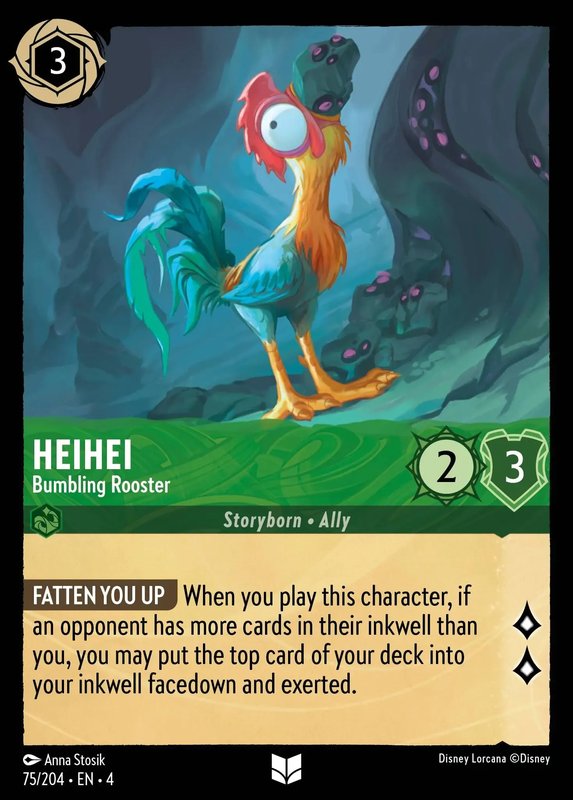 3
HEIHEI
Bumbling Rooster
2
3
Storyborn • Ally
FATTEN YOU UP When you play this character, if
an opponent has more cards in their inkwell than
you, you may put the top card of your deck into
your inkwell facedown and exerted.
Anna Stosik
Disney Lorcana ©Disney
75/204 • EN • 4